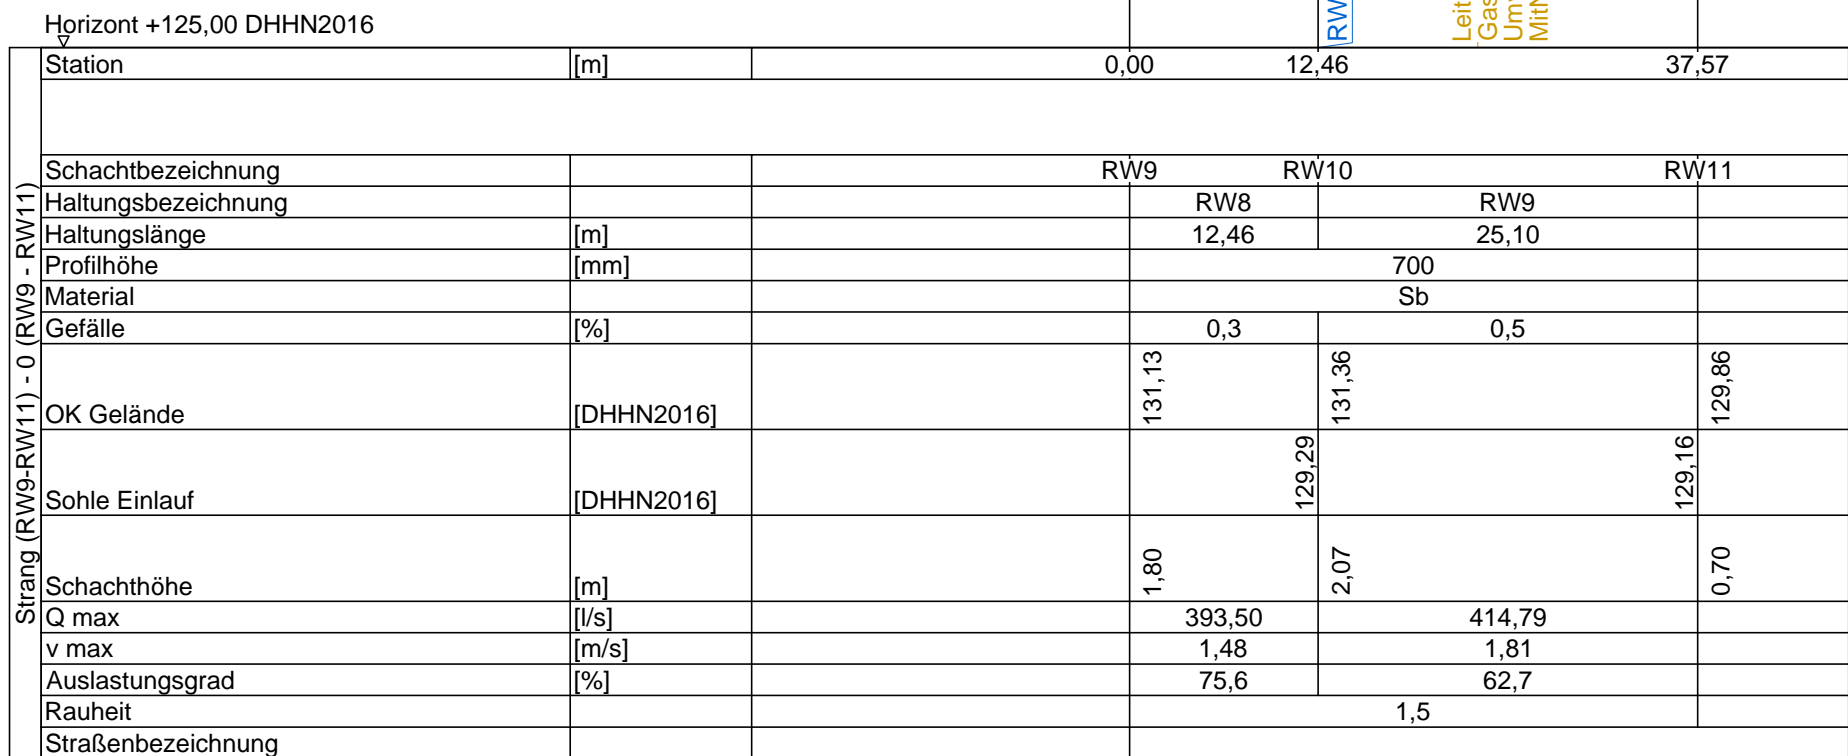 Horizont +125,00 DHHN2016
RW
Leit
Gas
MitN
Station [m] 0,00 12,46 37,57
Strang (RW9-RW11) - 0 (RW9 - RW11)
Schachtbezeichnung RW9 RW10 RW11
Haltungsbezeichnung RW8 RW9
Haltungslänge [m] 12,46 25,10
Profilhöhe [mm] 700
Material Sb
Gefälle [%] 0,3 0,5
OK Gelände [DHHN2016] 131,13 131,36 129,86
Sohle Einlauf [DHHN2016] 129,29 129,16
Schachthöhe [m] 1,80 2,07 0,70
Q max [l/s] 393,50 414,79
v max [m/s] 1,48 1,81
Auslastungsgrad [%] 75,6 62,7
Rauheit 1,5
Straßenbezeichnung